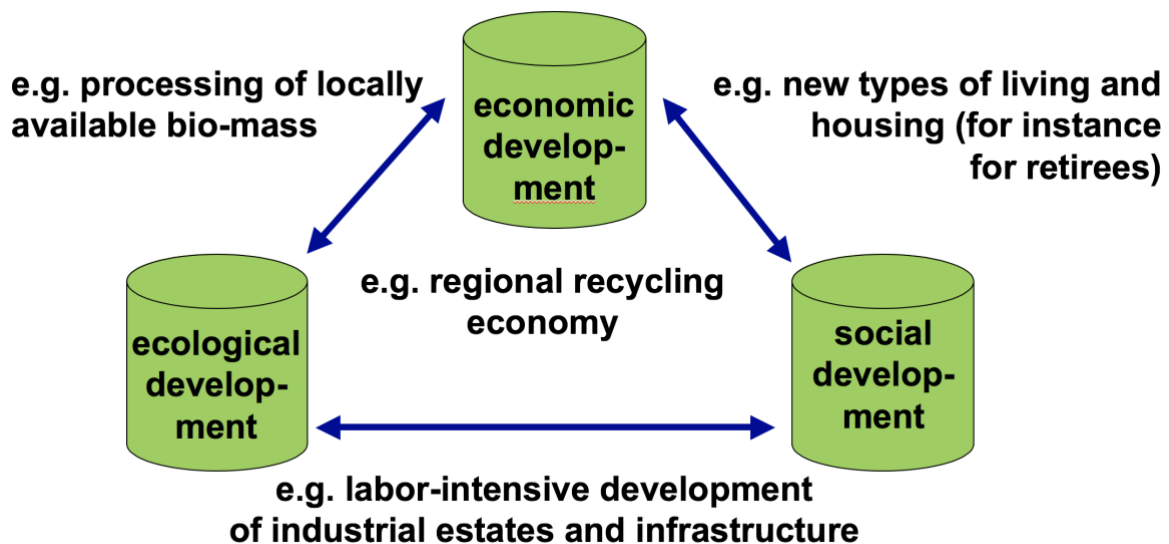 e.g. processing of locally
available bio-mass
economic
develop-
ment
e.g. new types of living and
housing (for instance
for retirees)
e.g. regional recycling
economy
ecological
develop-
ment
social
develop-
ment
e.g. labor-intensive development
of industrial estates and infrastructure